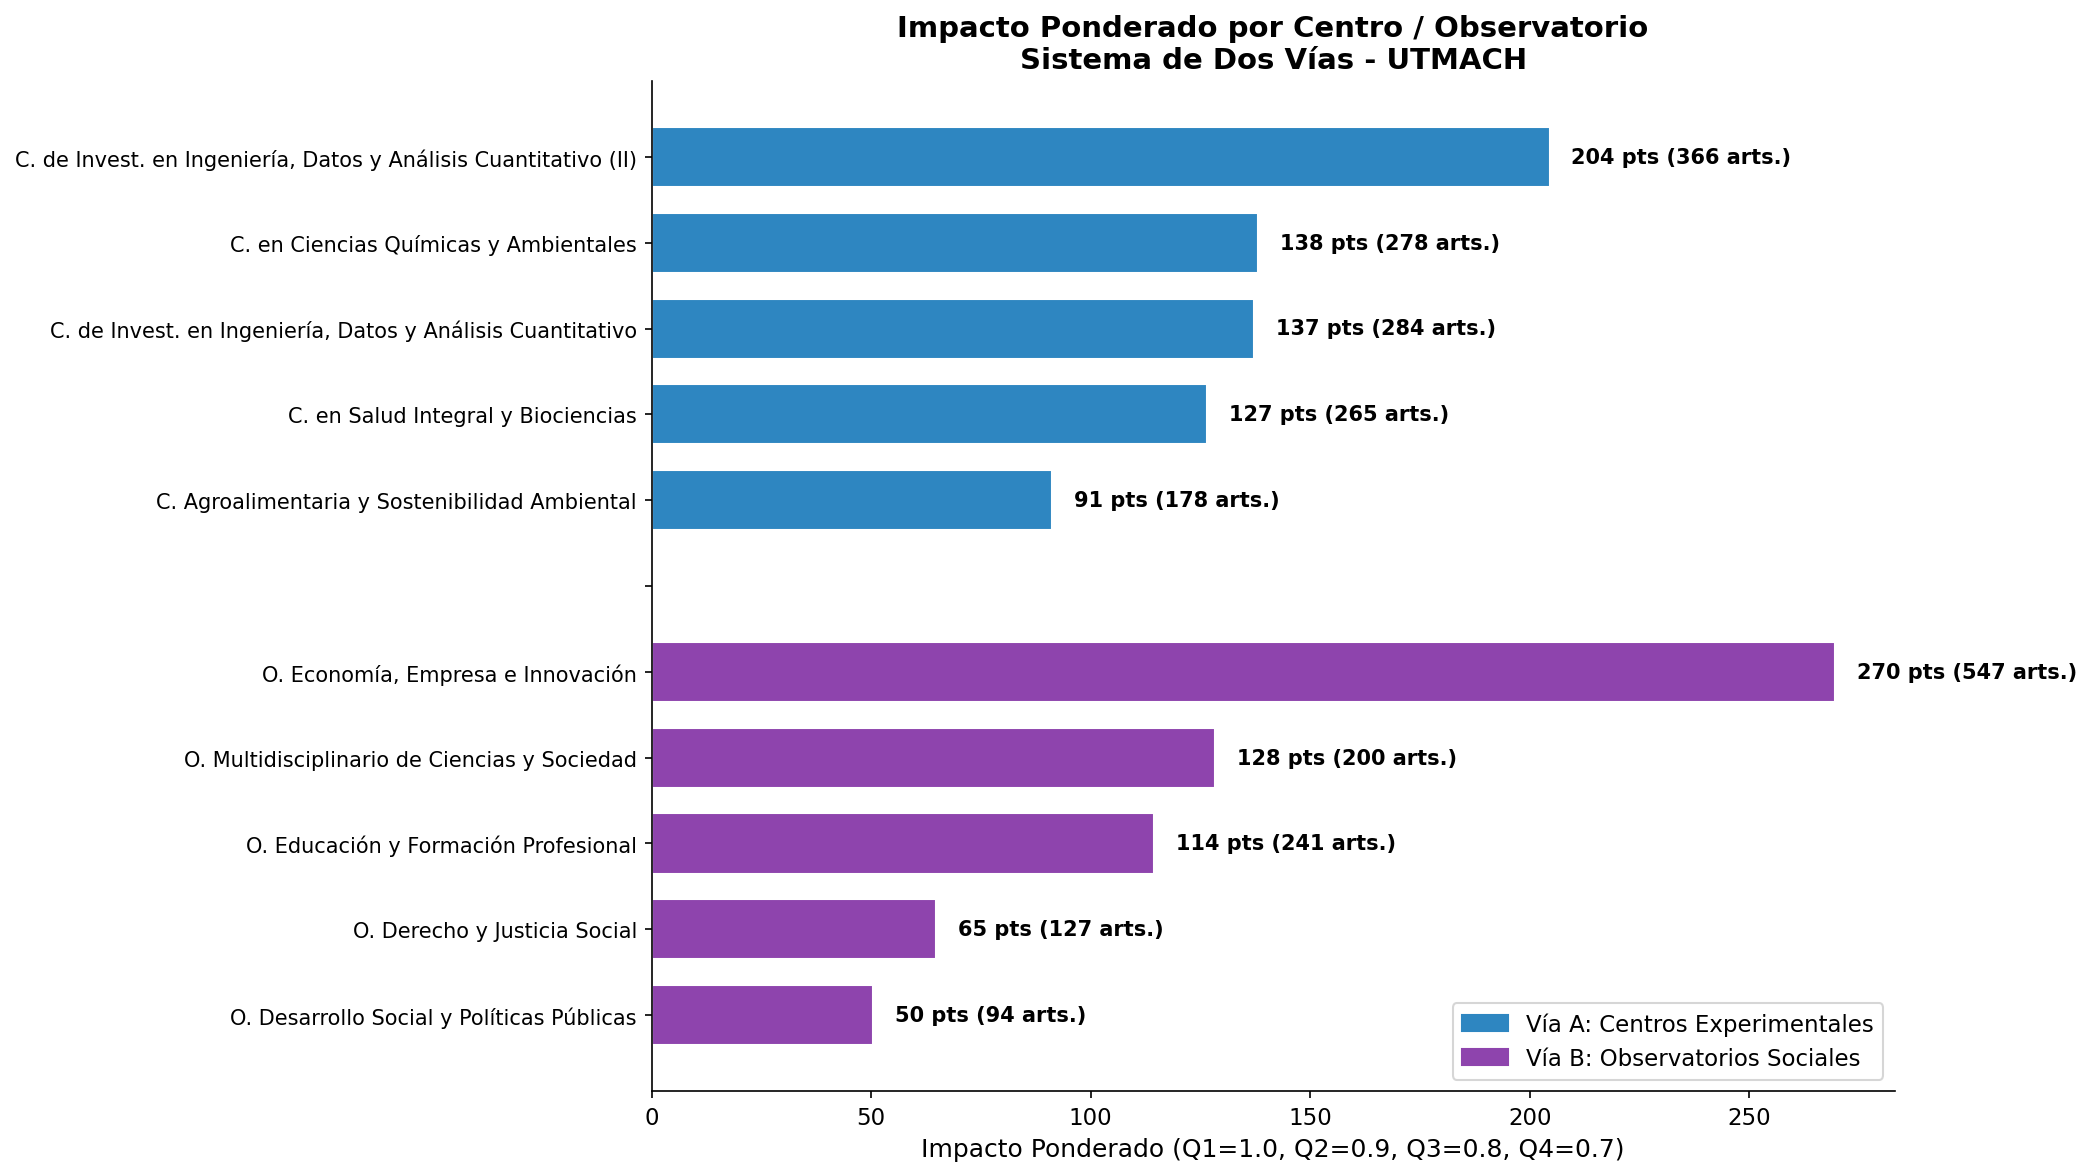 Impacto Ponderado por Centro / Observatorio
Sistema de Dos Vías - UTMACH
C. de Invest. en Ingeniería, Datos y Análisis Cuantitativo (II)
204 pts (366 arts.)
C. en Ciencias Químicas y Ambientales
138 pts (278 arts.)
C. de Invest. en Ingeniería, Datos y Análisis Cuantitativo
137 pts (284 arts.)
C. en Salud Integral y Biociencias
127 pts (265 arts.)
C. Agroalimentaria y Sostenibilidad Ambiental
91 pts (178 arts.)
O. Economía, Empresa e Innovación
270 pts (547 arts.)
O. Multidisciplinario de Ciencias y Sociedad
128 pts (200 arts.)
O. Educación y Formación Profesional
114 pts (241 arts.)
O. Derecho y Justicia Social
65 pts (127 arts.)
O. Desarrollo Social y Políticas Públicas
50 pts (94 arts.)
Vía A: Centros Experimentales
Vía B: Observatorios Sociales
0 50 100 150 200 250
Impacto Ponderado (Q1=1.0, Q2=0.9, Q3=0.8, Q4=0.7)